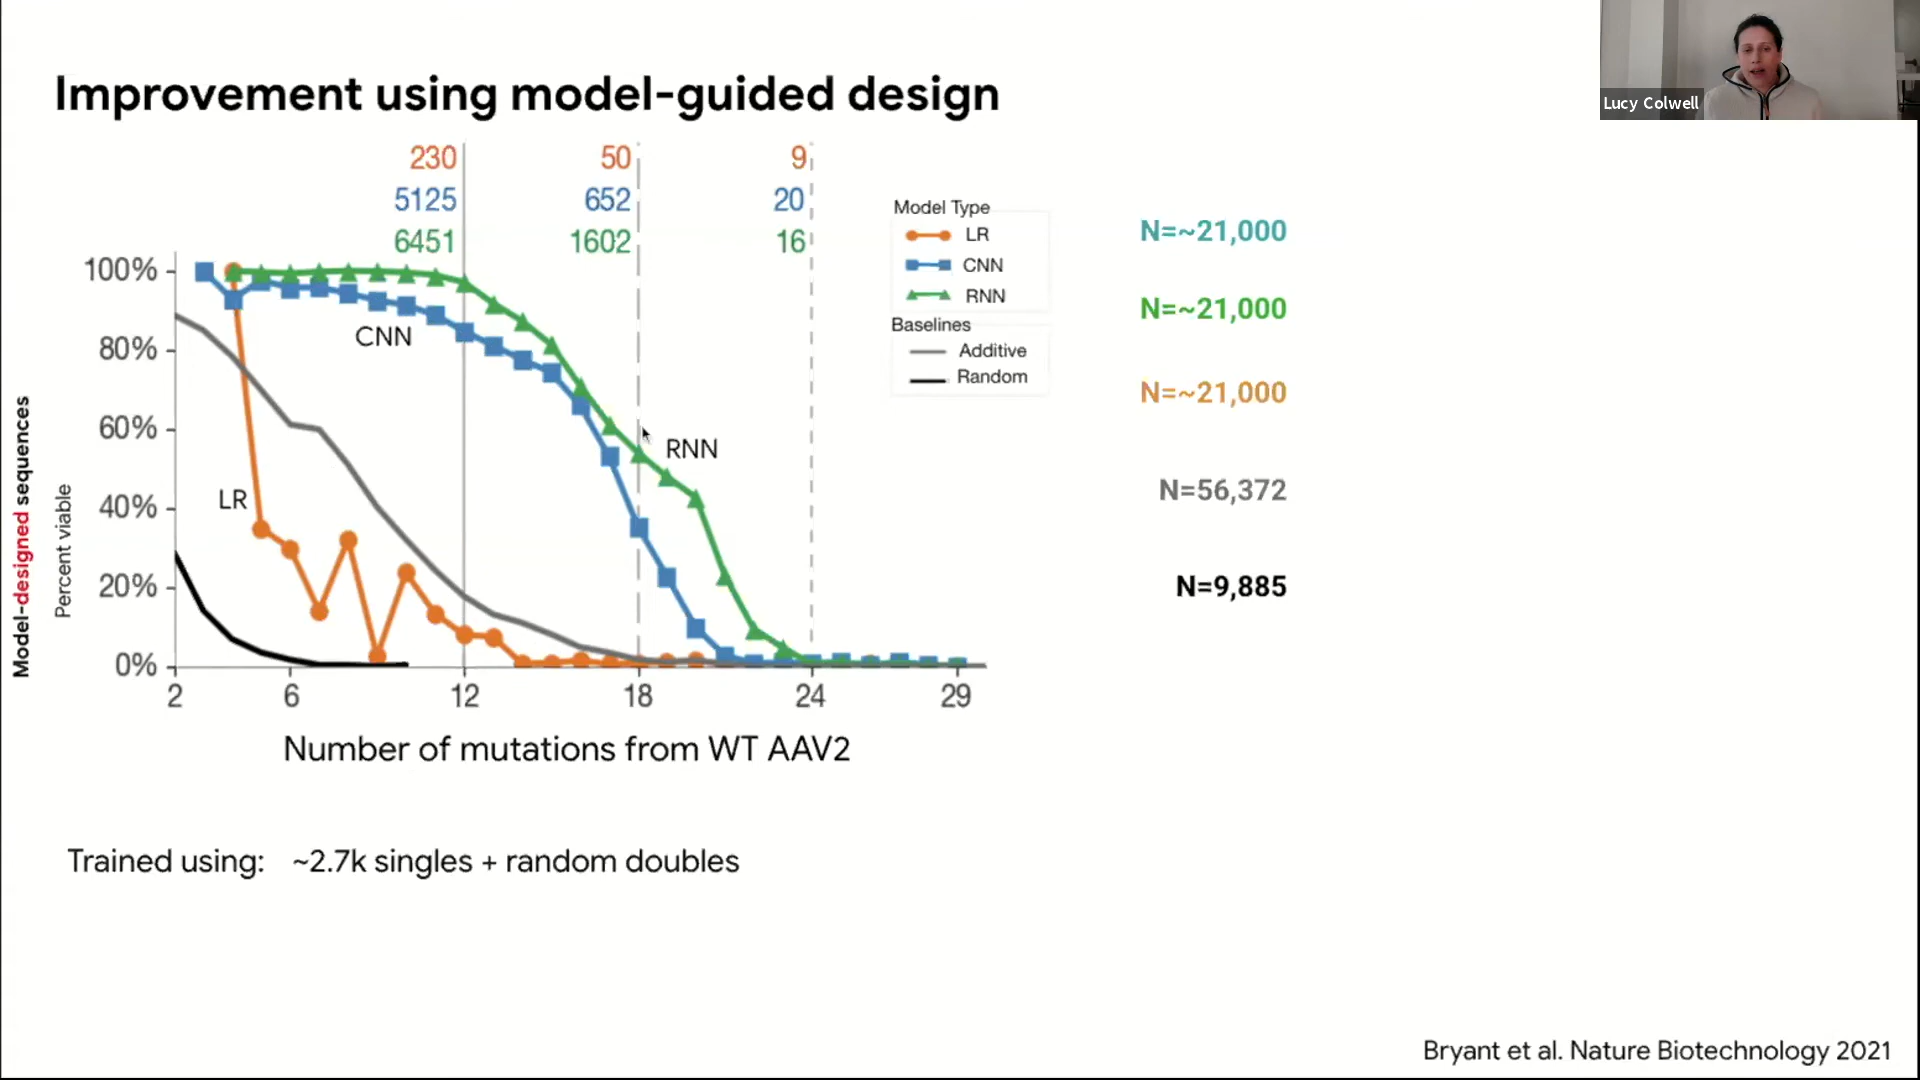 Improvement using model-guided design
Lucy Colwell
230
50
9
5125
652
20
6451
1602
16
Model Type
LR
CNN
RNN
Baselines
Additive
Random
N=~21,000
N=~21,000
N=~21,000
N=56,372
N=9,885
Model-designed sequences
Percent viable
100%
80%
60%
40%
20%
0%
CNN
RNN
LR
2
6
12
18
24
29
Number of mutations from WT AAV2
Trained using: ~2.7k singles + random doubles
Bryant et al. Nature Biotechnology 2021